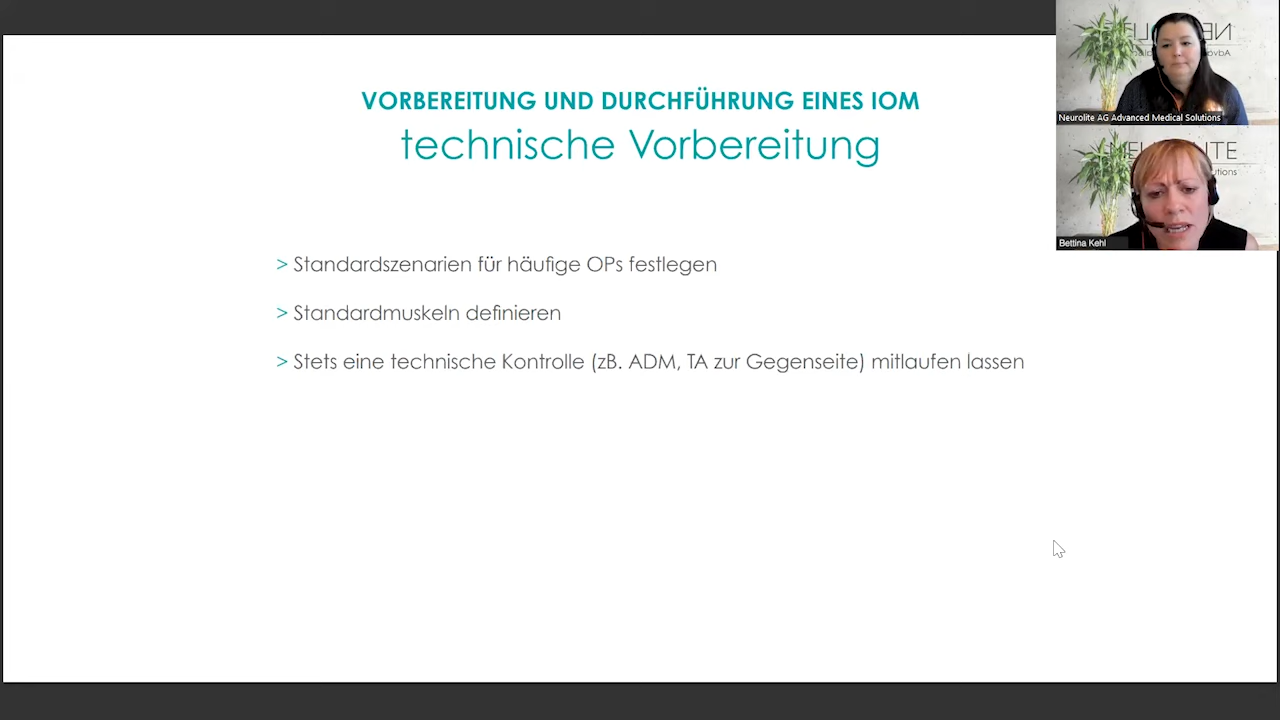 VORBEREITUNG UND DURCHFÜHRUNG EINES IOM
technische Vorbereitung
> Standardszenarien für häufige OPs festlegen
> Standardmuskeln definieren
> Stets eine technische Kontrolle (zB. ADM, TA zur Gegenseite) mitlaufen lassen
Neurolite AG Advanced Medical Solutions
Bettina Kehl